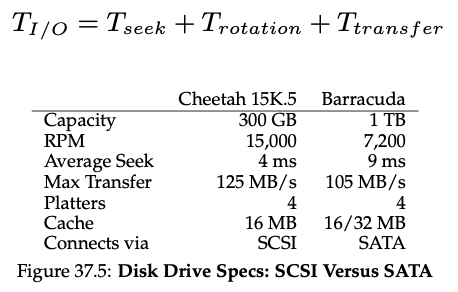 T_{I/O} = T_{seek} + T_{rotation} + T_{transfer}
Cheetah 15K.5 Barracuda
Capacity 300 GB 1 TB
RPM 15,000 7,200
Average Seek 4 ms 9 ms
Max Transfer 125 MB/s 105 MB/s
Platters 4 4
Cache 16 MB 16/32 MB
Connects via SCSI SATA
Figure 37.5: Disk Drive Specs: SCSI Versus SATA